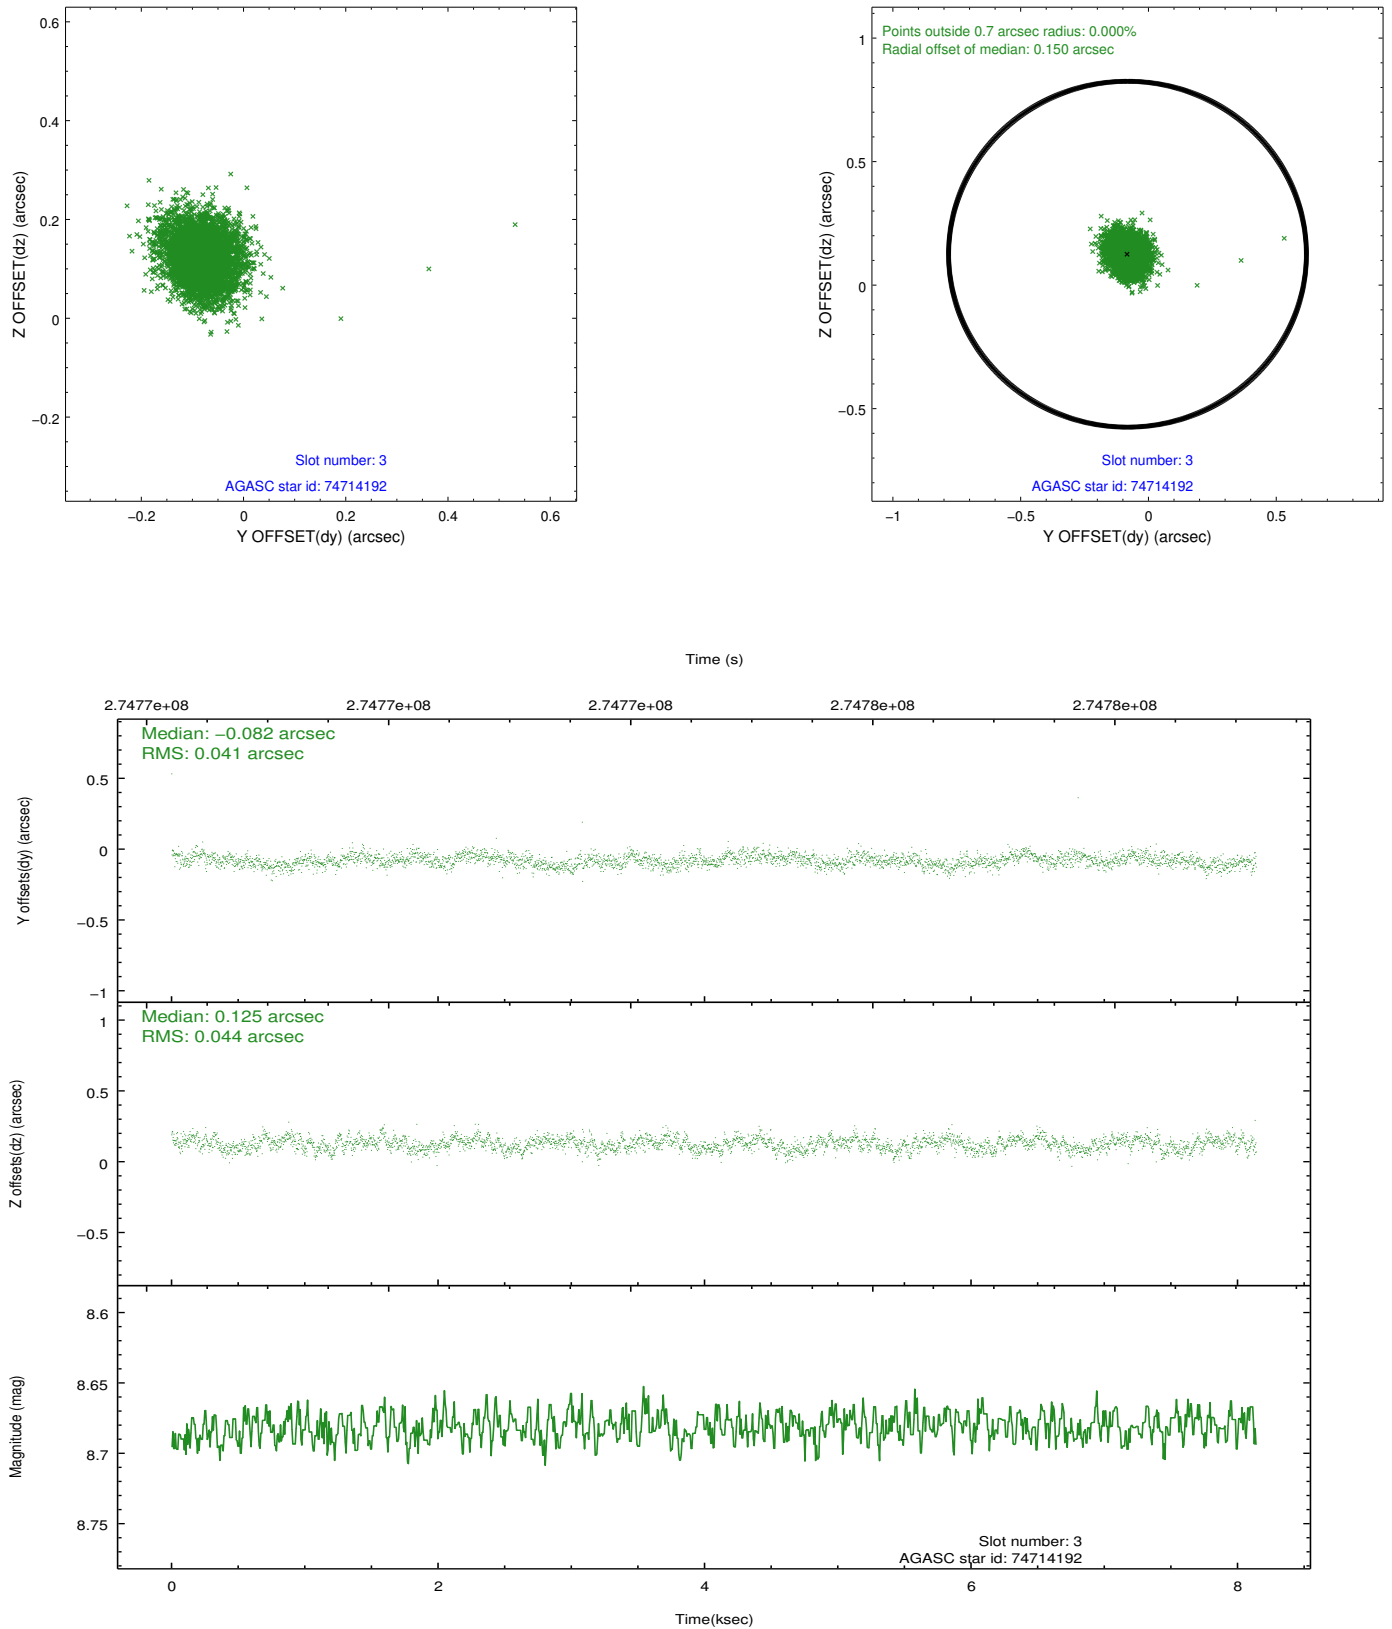 0.6
0.4
0.2
0
−0.2
Z OFFSET(dz) (arcsec)
Slot number: 3
AGASC star id: 74714192
−0.2 0 0.2 0.4 0.6
Y OFFSET(dy) (arcsec)
Points outside 0.7 arcsec radius: 0.000%
Radial offset of median: 0.150 arcsec
1
0.5
0
−0.5
Z OFFSET(dz) (arcsec)
Slot number: 3
AGASC star id: 74714192
−1 −0.5 0 0.5
Y OFFSET(dy) (arcsec)
Time (s)
2.7477e+08 2.7477e+08 2.7477e+08 2.7478e+08 2.7478e+08
Median: −0.082 arcsec
RMS: 0.041 arcsec
0.5
0
−0.5
−1
Y offsets(dy) (arcsec)
Median: 0.125 arcsec
RMS: 0.044 arcsec
1
0.5
0
−0.5
Z offsets(dz) (arcsec)
8.6
8.65
8.7
8.75
Magnitude (mag)
Slot number: 3
AGASC star id: 74714192
0 2 4 6 8
Time(ksec)